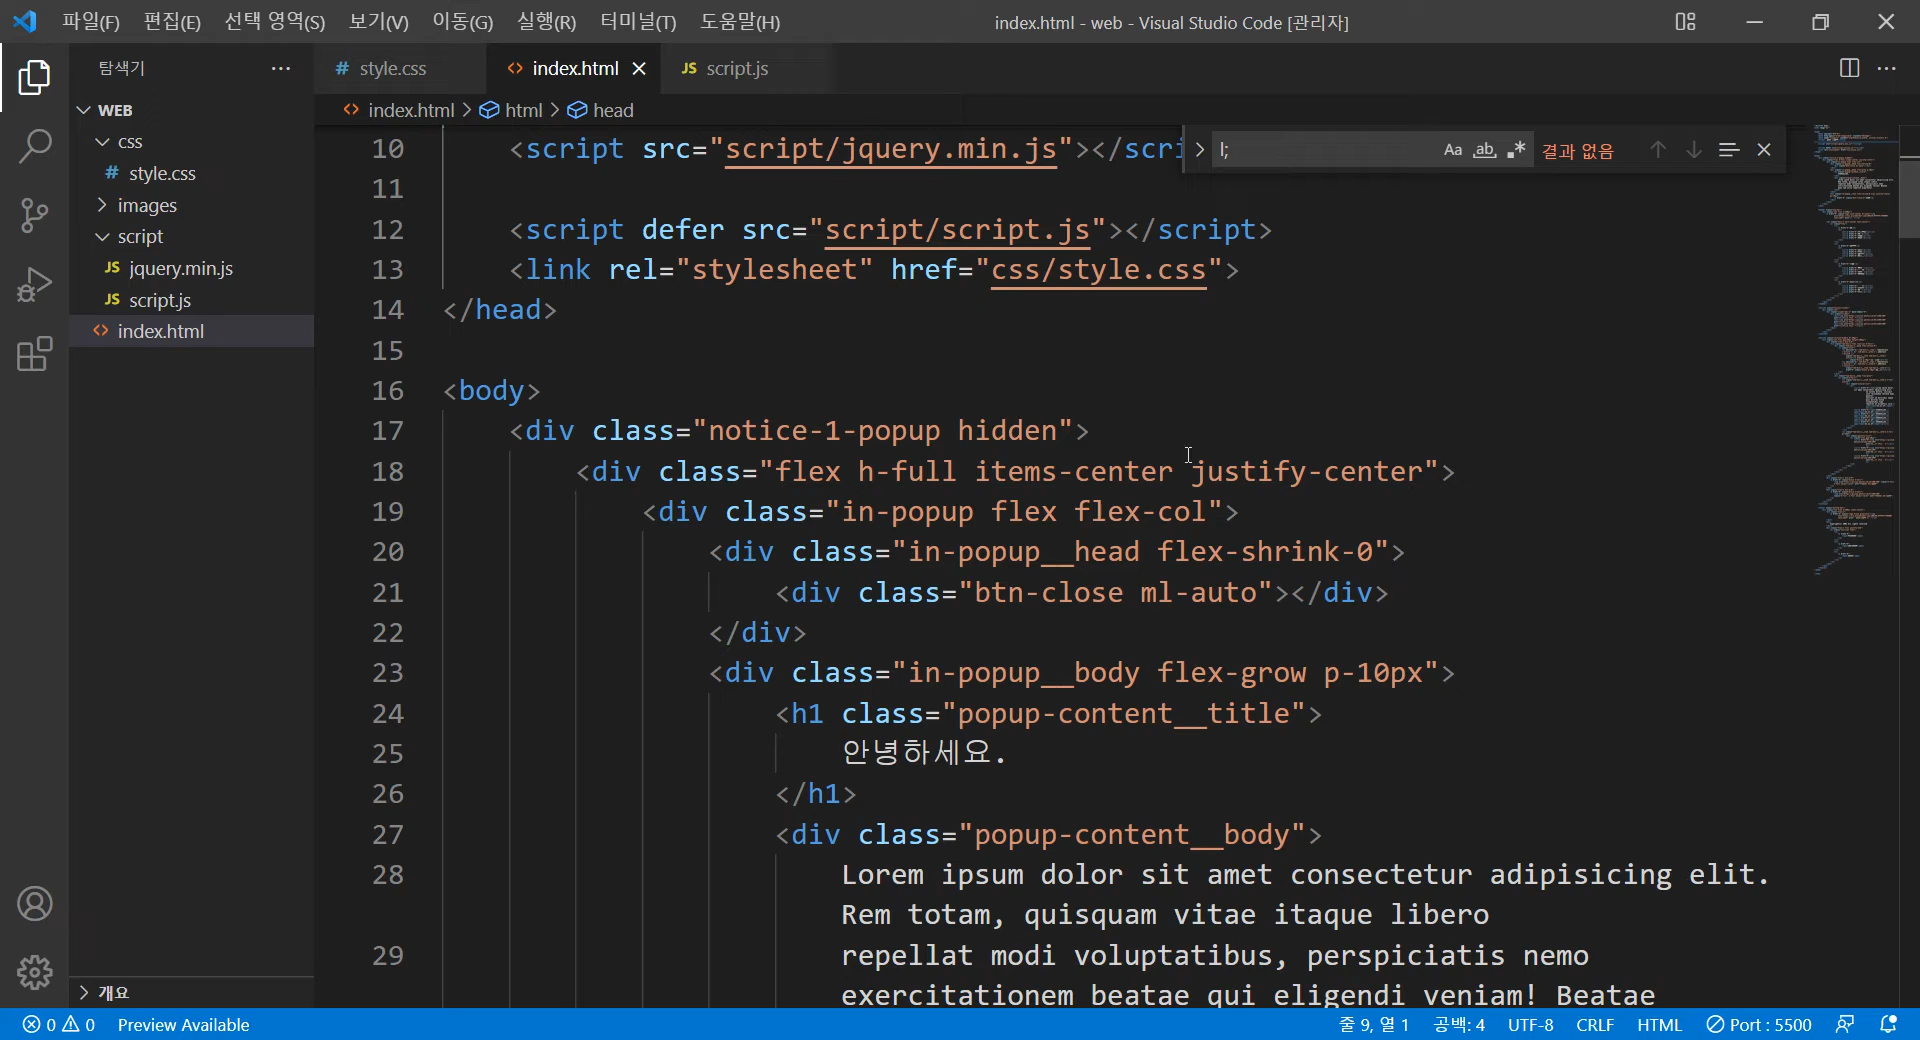 파일(F) 편집(E) 선택 영역(S) 보기(V) 이동(G) 실행(R) 터미널(T) 도움말(H) index.html - web - Visual Studio Code [관리자]
탐색기 ···
# style.css <> index.html × JS script.js ···
WEB
css
# style.css
images
script
JS jquery.min.js
JS script.js
<> index.html
개요
<> index.html > html > head
l; Aa ab, .* 결과 없음
10 <script src="script/jquery.min.js"></scri
11
12 <script defer src="script/script.js"></script>
13 <link rel="stylesheet" href="css/style.css">
14 </head>
15
16 <body>
17 <div class="notice-1-popup hidden">
18 <div class="flex h-full items-center justify-center">
19 <div class="in-popup flex flex-col">
20 <div class="in-popup__head flex-shrink-0">
21 <div class="btn-close ml-auto"></div>
22 </div>
23 <div class="in-popup__body flex-grow p-10px">
24 <h1 class="popup-content__title">
25 안녕하세요.
26 </h1>
27 <div class="popup-content__body">
28 Lorem ipsum dolor sit amet consectetur adipisicing elit.
Rem totam, quisquam vitae itaque libero
29 repellat modi voluptatibus, perspiciatis nemo
exercitationem beatae qui eligendi veniam! Beatae
0 0 Preview Available 줄 9, 열 1 공백: 4 UTF-8 CRLF HTML Port : 5500